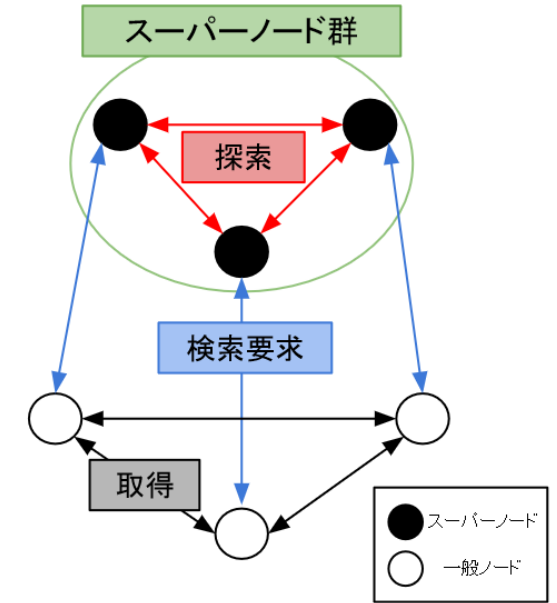 スーパーノード群
探索
検索要求
取得
スーパーノード
一般ノード